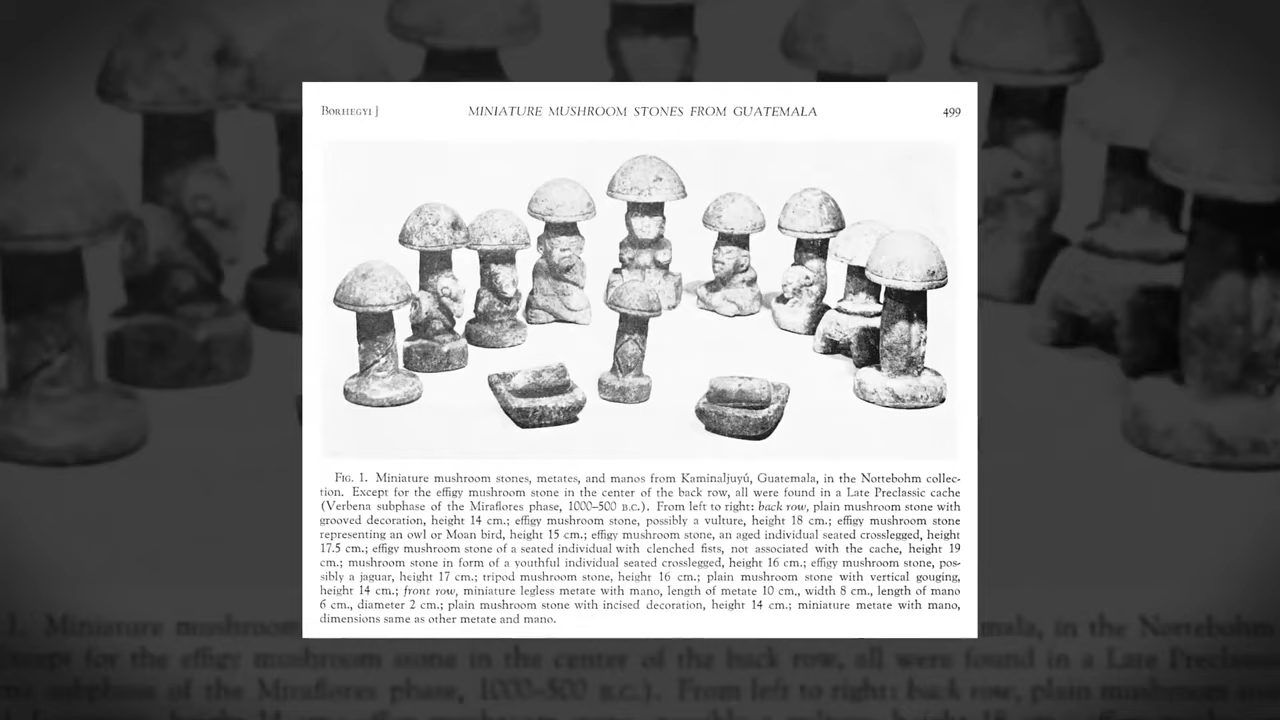 BORHEGYI] MINIATURE MUSHROOM STONES FROM GUATEMALA 499
FIG. 1. Miniature mushroom stones, metates, and manos from Kaminaljuyú, Guatemala, in the Nottebohm collec-
tion. Except for the effigy mushroom stone in the center of the back row, all were found in a Late Preclassic cache
(Verbena subphase of the Miraflores phase, 1000–500 B.C.). From left to right: back row, plain mushroom stone with
grooved decoration, height 14 cm.; effigy mushroom stone, possibly a vulture, height 18 cm.; effigy mushroom stone
representing an owl or Moan bird, height 15 cm.; effigy mushroom stone, an aged individual seated crosslegged, height
17.5 cm.; effigy mushroom stone of a seated individual with clenched fists, not associated with the cache, height 19
cm.; mushroom stone in form of a youthful individual seated crosslegged, height 16 cm.; effigy mushroom stone, pos-
sibly a jaguar, height 17 cm.; tripod mushroom stone, height 16 cm.; plain mushroom stone with vertical gouging,
height 14 cm.; front row, miniature legless metate with mano, length of metate 10 cm., width 8 cm., length of mano
6 cm., diameter 2 cm.; plain mushroom stone with incised decoration, height 14 cm.; miniature metate with mano,
dimensions same as other metate and mano.